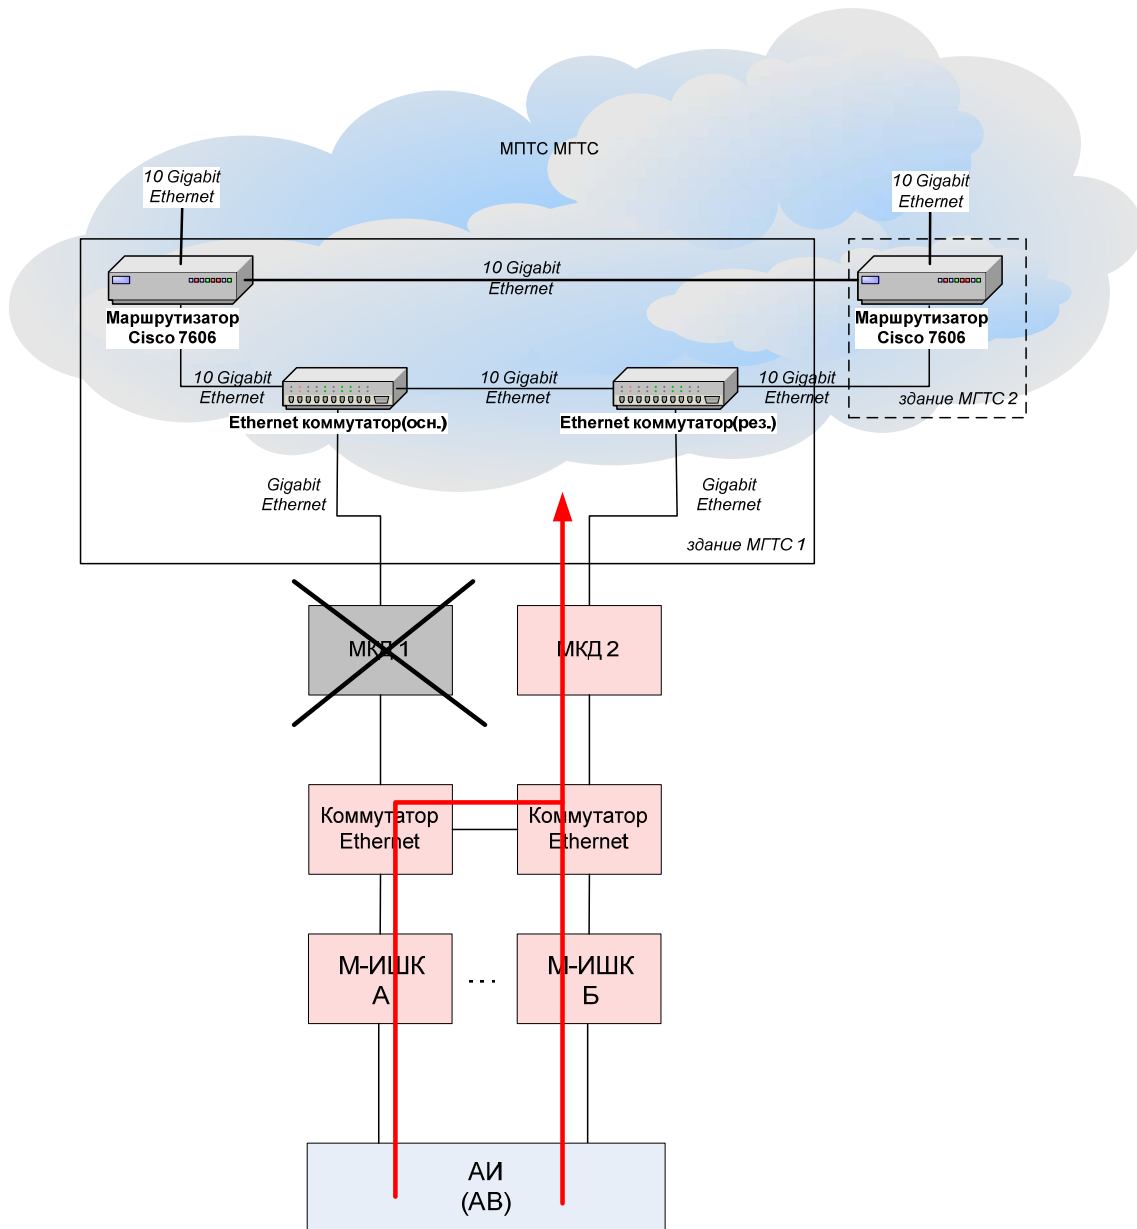 МПТС МГТС
10 Gigabit
Ethernet
10 Gigabit
Ethernet
10 Gigabit
Ethernet
Маршрутизатор
Cisco 7606
Маршрутизатор
Cisco 7606
10 Gigabit
Ethernet
10 Gigabit
Ethernet
10 Gigabit
Ethernet
здание МГТС 2
Ethernet коммутатор(осн.)
Ethernet коммутатор(рез.)
Gigabit
Ethernet
Gigabit
Ethernet
здание МГТС 1
МКД 1
МКД 2
Коммутатор
Ethernet
Коммутатор
Ethernet
М-ИШК
А
...
М-ИШК
Б
АИ
(АВ)